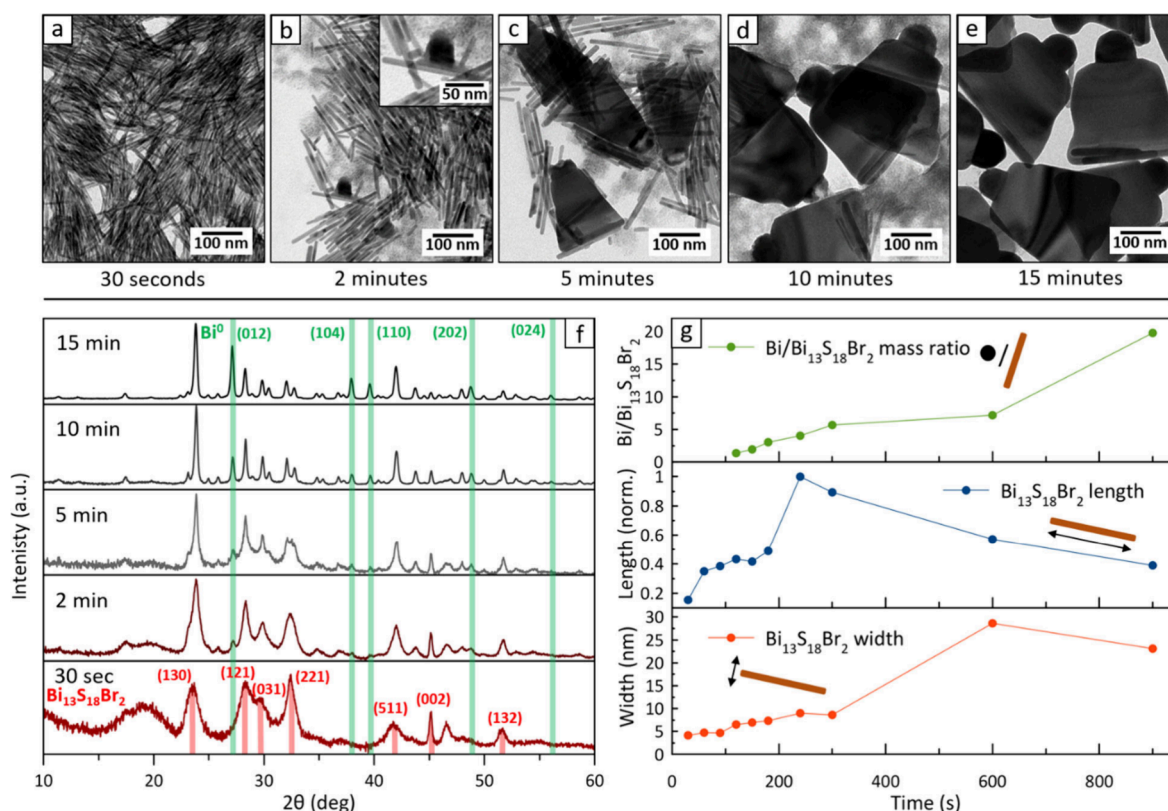 a
b
c
d
e
50 nm
100 nm
100 nm
100 nm
100 nm
100 nm
30 seconds
2 minutes
5 minutes
10 minutes
15 minutes
f
15 min
Bi⁰
(012)
(104)
(110)
(202)
(024)
10 min
5 min
2 min
30 sec
Bi₁₃S₁₈Br₂
(130)
(121)
(031)
(221)
(511)
(002)
(132)
Intenisty (a.u.)
10
20
30
40
50
60
2θ (deg)
g
Bi/Bi₁₃S₁₈Br₂ mass ratio
Bi/Bi₁₃S₁₈Br₂
20
15
10
5
0
Bi₁₃S₁₈Br₂ length
Length (norm.)
1
0.8
0.6
0.4
0.2
Bi₁₃S₁₈Br₂ width
Width (nm)
30
25
20
15
10
5
0
0
200
400
600
800
Time (s)